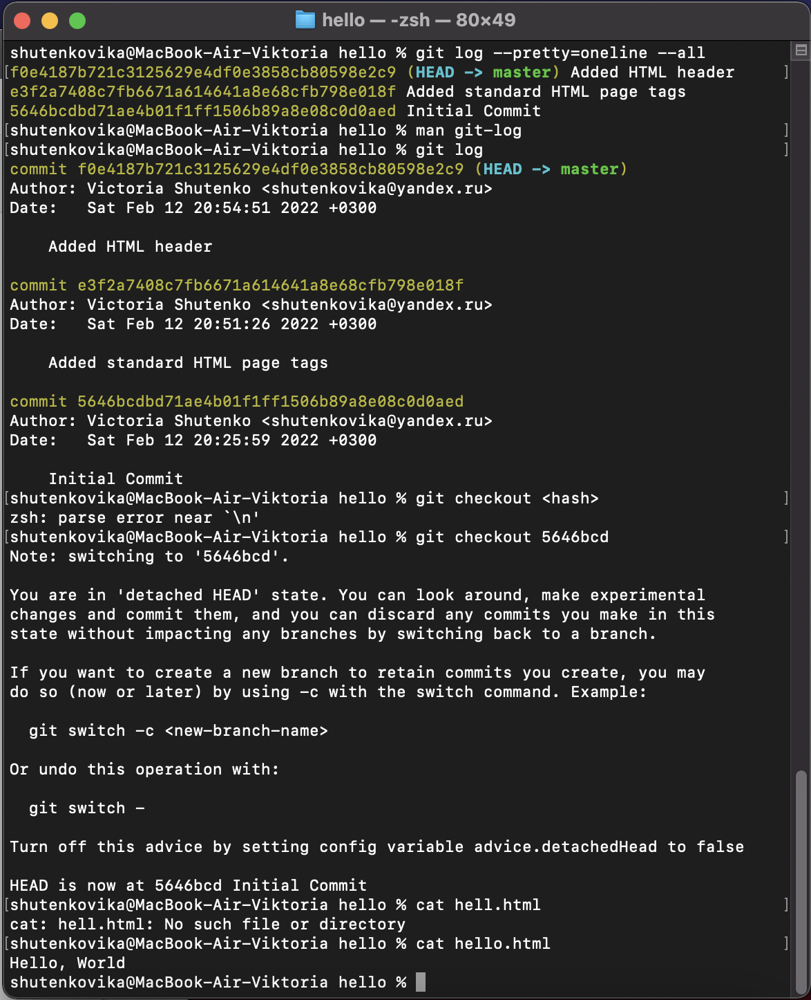 hello — -zsh — 80×49
shutenkovika@MacBook-Air-Viktoria hello % git log --pretty=oneline --all
[f0e4187b721c3125629e4df0e3858cb80598e2c9 (HEAD -> master) Added HTML header ]
e3f2a7408c7fb6671a614641a8e68cfb798e018f Added standard HTML page tags
5646bcdbd71ae4b01f1ff1506b89a8e08c0d0aed Initial Commit
[shutenkovika@MacBook-Air-Viktoria hello % man git-log ]
[shutenkovika@MacBook-Air-Viktoria hello % git log ]
commit f0e4187b721c3125629e4df0e3858cb80598e2c9 (HEAD -> master)
Author: Victoria Shutenko <shutenkovika@yandex.ru>
Date:   Sat Feb 12 20:54:51 2022 +0300
    Added HTML header
commit e3f2a7408c7fb6671a614641a8e68cfb798e018f
Author: Victoria Shutenko <shutenkovika@yandex.ru>
Date:   Sat Feb 12 20:51:26 2022 +0300
    Added standard HTML page tags
commit 5646bcdbd71ae4b01f1ff1506b89a8e08c0d0aed
Author: Victoria Shutenko <shutenkovika@yandex.ru>
Date:   Sat Feb 12 20:25:59 2022 +0300
    Initial Commit
[shutenkovika@MacBook-Air-Viktoria hello % git checkout <hash> ]
zsh: parse error near `\n'
[shutenkovika@MacBook-Air-Viktoria hello % git checkout 5646bcd ]
Note: switching to '5646bcd'.
You are in 'detached HEAD' state. You can look around, make experimental
changes and commit them, and you can discard any commits you make in this
state without impacting any branches by switching back to a branch.
If you want to create a new branch to retain commits you create, you may
do so (now or later) by using -c with the switch command. Example:
  git switch -c <new-branch-name>
Or undo this operation with:
  git switch -
Turn off this advice by setting config variable advice.detachedHead to false
HEAD is now at 5646bcd Initial Commit
[shutenkovika@MacBook-Air-Viktoria hello % cat hell.html ]
cat: hell.html: No such file or directory
[shutenkovika@MacBook-Air-Viktoria hello % cat hello.html ]
Hello, World
shutenkovika@MacBook-Air-Viktoria hello %